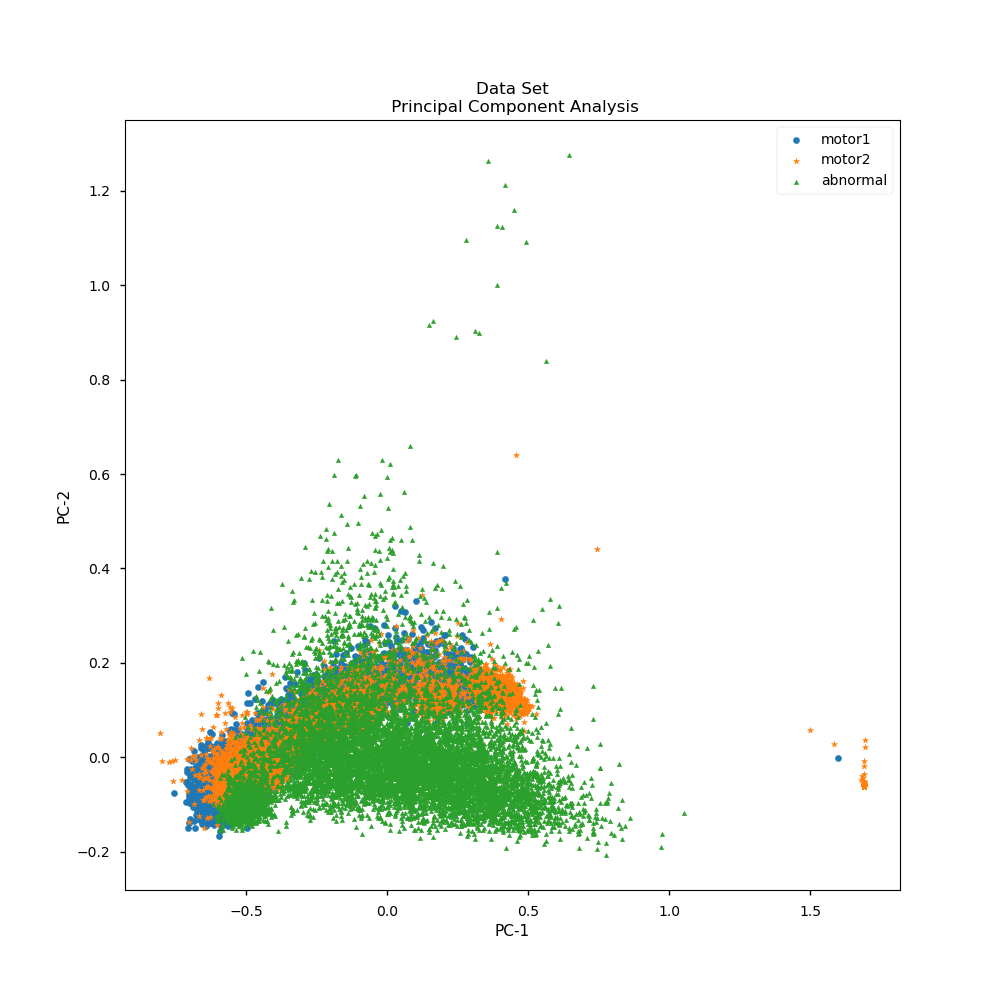 Data Set
Principal Component Analysis
motor1
motor2
abnormal
1.2
1.0
0.8
0.6
0.4
0.2
0.0
−0.2
PC-2
−0.5
0.0
0.5
1.0
1.5
PC-1